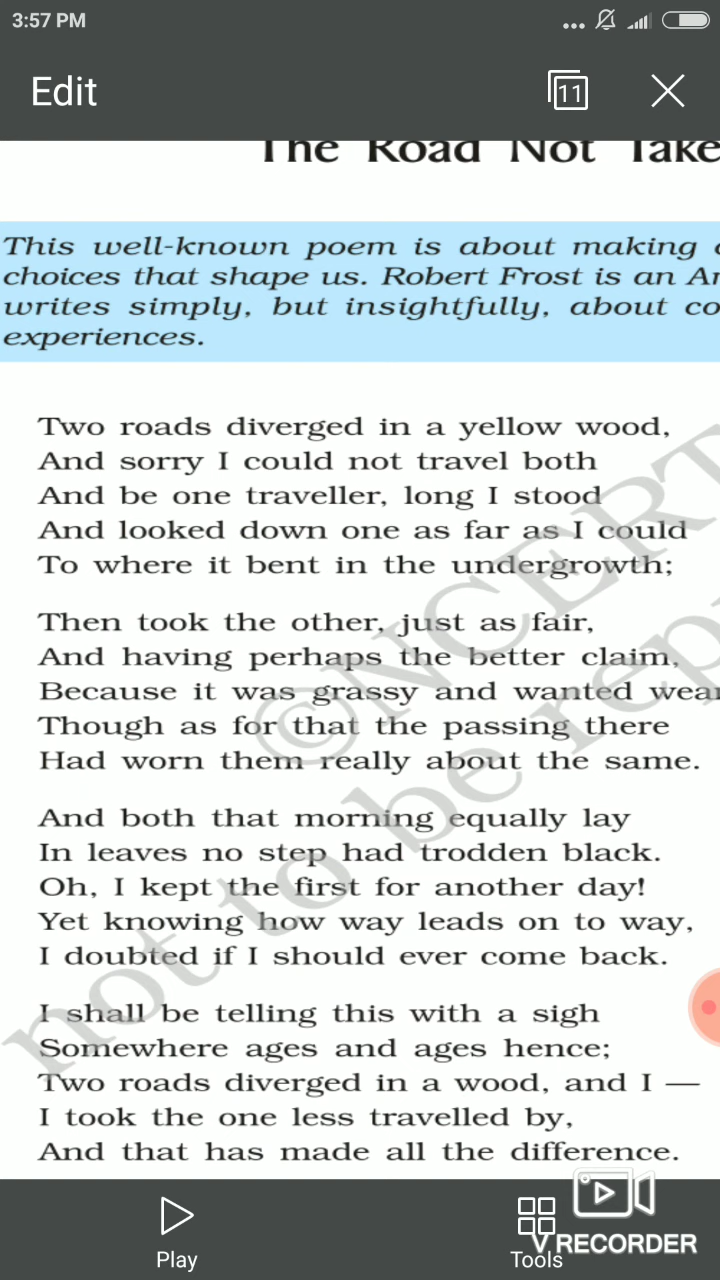 3:57 PM
Edit
11
The Road Not Take
This well-known poem is about making
choices that shape us. Robert Frost is an
writes simply, but insightfully, about
experiences.
Two roads diverged in a yellow wood,
And sorry I could not travel both
And be one traveller, long I stood
And looked down one as far as I could
To where it bent in the undergrowth;
Then took the other, just as fair,
And having perhaps the better claim,
Because it was grassy and wanted
Though as for that the passing there
Had worn them really about the same.
And both that morning equally lay
In leaves no step had trodden black.
Oh, I kept the first for another day!
Yet knowing how way leads on to way,
I doubted if I should ever come back.
I shall be telling this with a sigh
Somewhere ages and ages hence;
Two roads diverged in a wood, and I —
I took the one less travelled by,
And that has made all the difference.
©NCERT
not to be rep
Play
Tools
V RECORDER